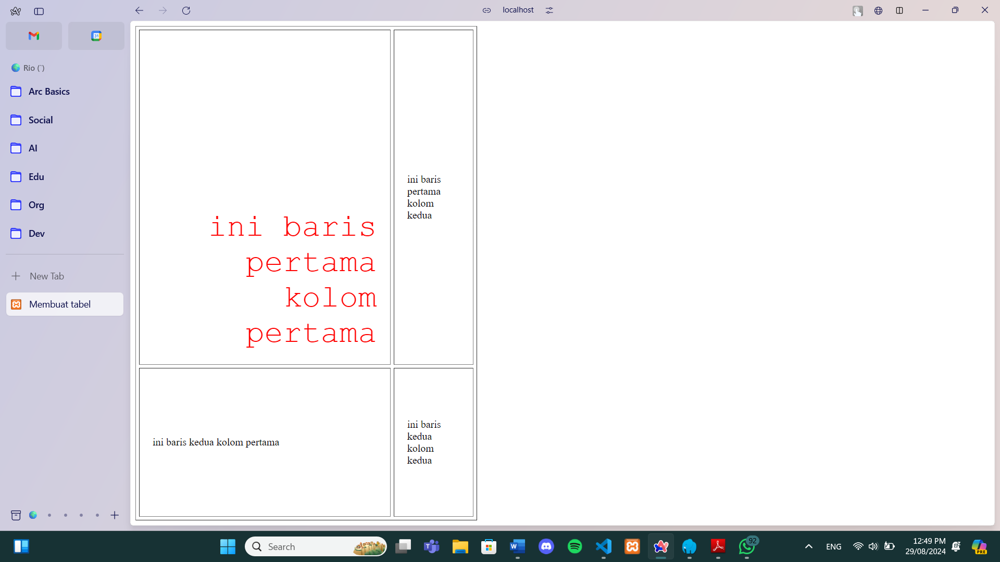 localhost
31
Rio (`)
Arc Basics
Social
AI
Edu
Org
Dev
New Tab
Membuat tabel
ini baris
pertama
kolom
pertama
ini baris
pertama
kolom
kedua
ini baris kedua kolom pertama
ini baris
kedua
kolom
kedua
Search
92
ENG
12:49 PM
29/08/2024
PRE